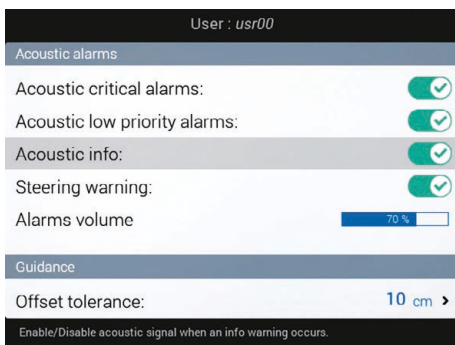 User : usr00
Acoustic alarms
Acoustic critical alarms:
Acoustic low priority alarms:
Acoustic info:
Steering warning:
Alarms volume 70 %
Guidance
Offset tolerance: 10 cm >
Enable/Disable acoustic signal when an info warning occurs.